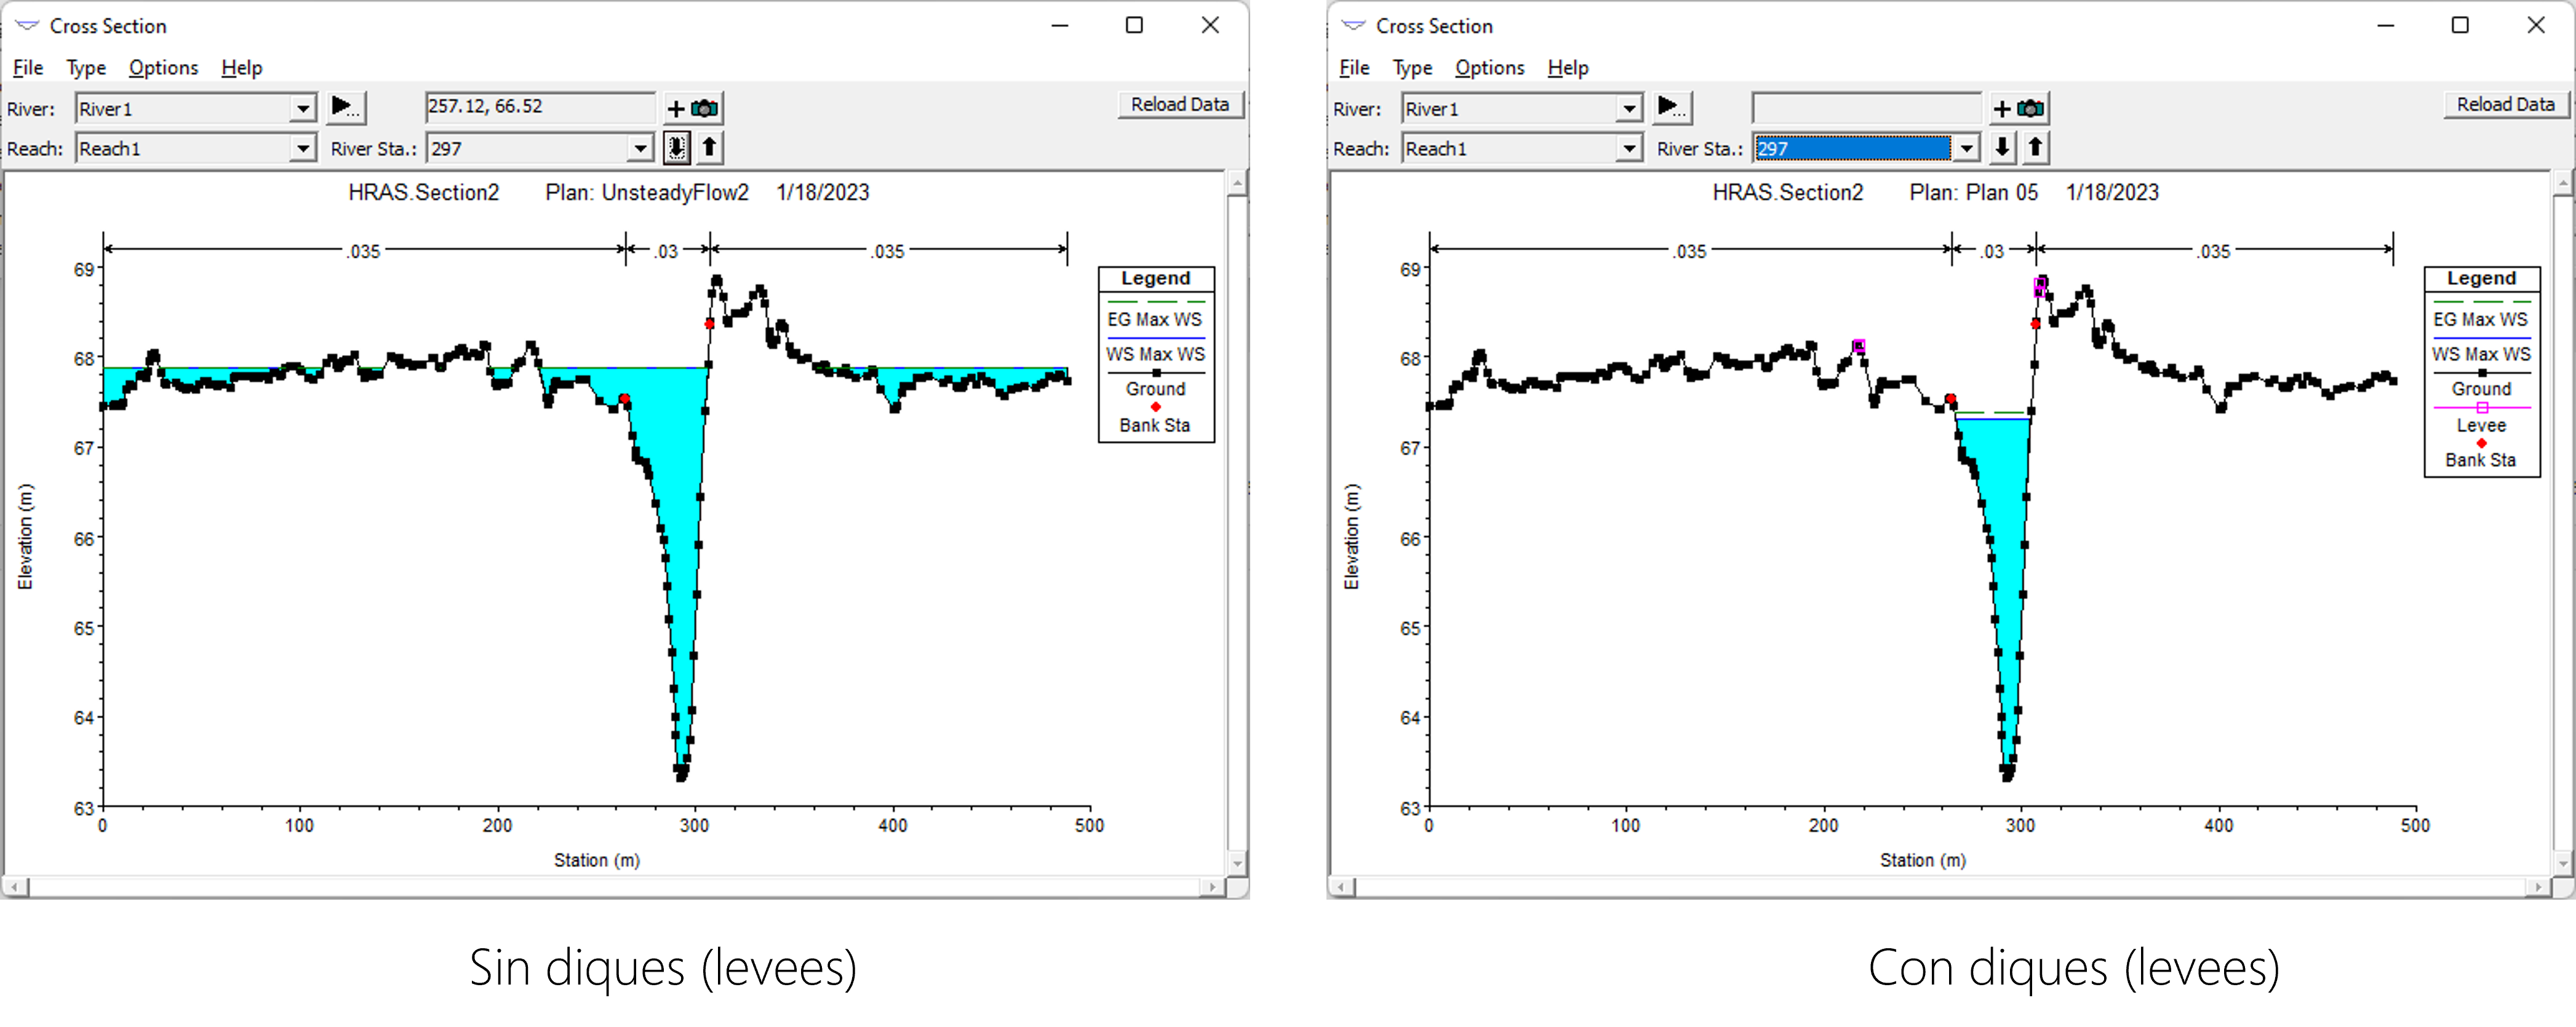 Cross Section
File Type Options Help
River: River1 ... 257.12, 66.52 Reload Data
Reach: Reach1 River Sta.: 297
HRAS.Section2 Plan: UnsteadyFlow2 1/18/2023
.035 .03 .035
69
68
67
66
65
64
63
Elevation (m)
0 100 200 300 400 500
Station (m)
Legend
EG Max WS
WS Max WS
Ground
Bank Sta
Sin diques (levees)
Cross Section
File Type Options Help
River: River1 ... Reload Data
Reach: Reach1 River Sta.: 297
HRAS.Section2 Plan: Plan 05 1/18/2023
.035 .03 .035
69
68
67
66
65
64
63
Elevation (m)
0 100 200 300 400 500
Station (m)
Legend
EG Max WS
WS Max WS
Ground
Levee
Bank Sta
Con diques (levees)